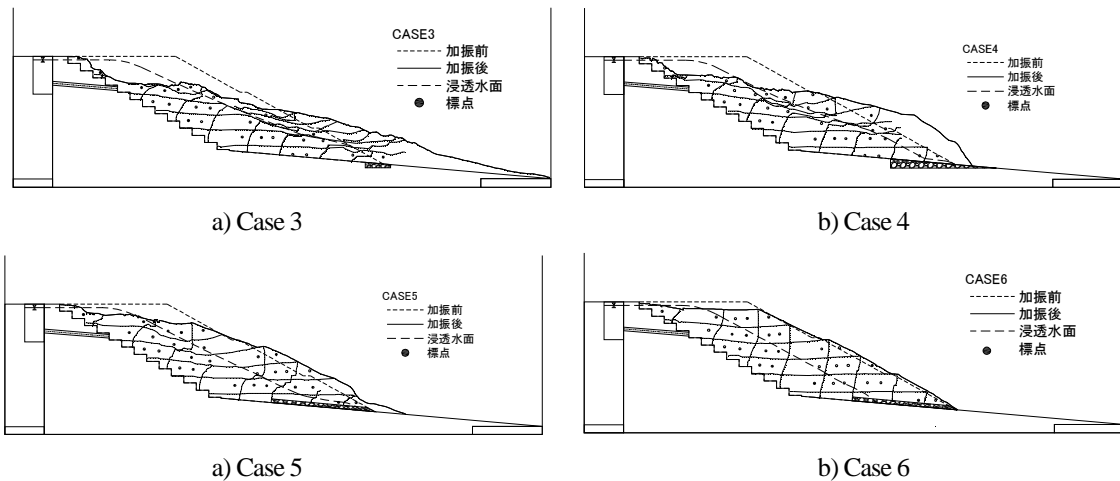 CASE3
加振前
加振後
浸透水面
標点
a) Case 3
CASE4
加振前
加振後
浸透水面
標点
b) Case 4
CASE5
加振前
加振後
浸透水面
標点
a) Case 5
CASE6
加振前
加振後
浸透水面
標点
b) Case 6